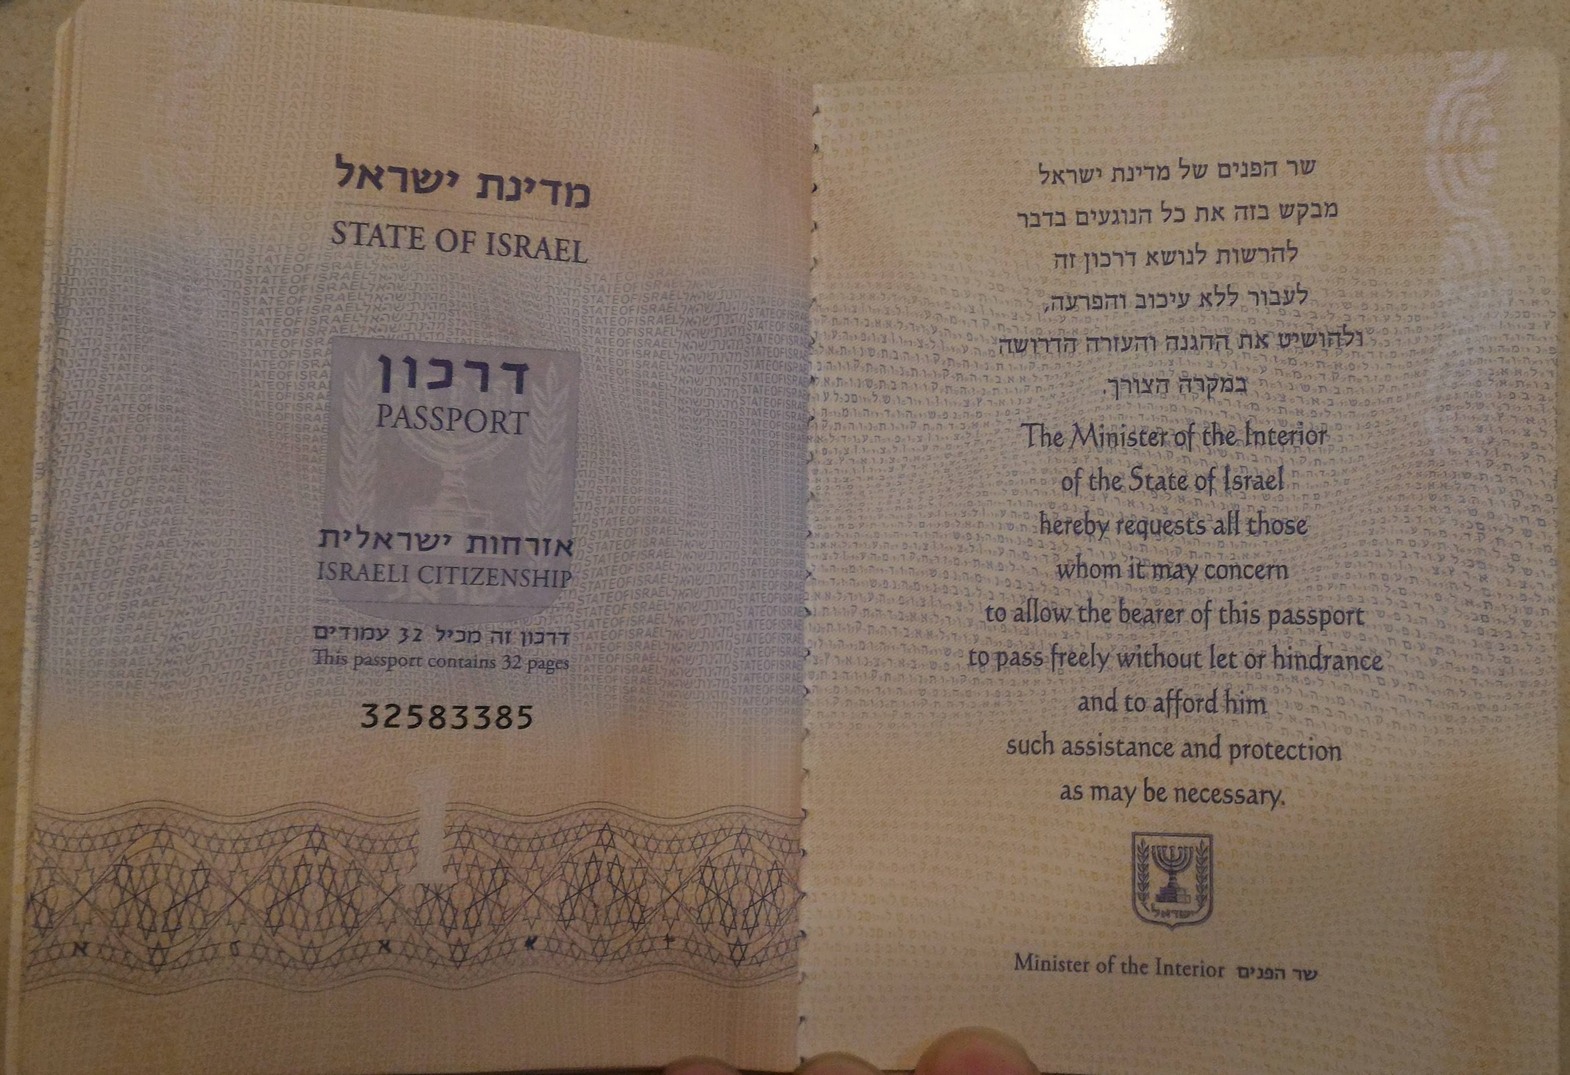 מדינת ישראל
STATE OF ISRAEL
דרכון
PASSPORT
אזרחות ישראלית
ISRAELI CITIZENSHIP
דרכון זה מכיל 32 עמודים
This passport contains 32 pages
32583385
שר הפנים של מדינת ישראל
מבקש בזה את כל הנוגעים בדבר
להרשות לנושא דרכון זה
לעבור ללא עיכוב והפרעה,
ולהושיט את ההגנה והעזרה הדרושה
במקרה הצורך.
The Minister of the Interior
of the State of Israel
hereby requests all those
whom it may concern
to allow the bearer of this passport
to pass freely without let or hindrance
and to afford him
such assistance and protection
as may be necessary.
ישראל
Minister of the Interior שר הפנים